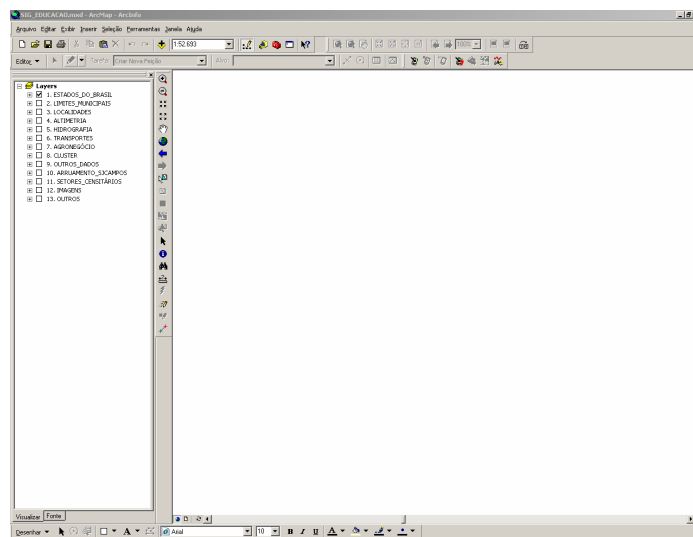 SIG_EDUCACAO.mxd - ArcMap - ArcInfo
Arquivo Editar Exibir Inserir Seleção Ferramentas Janela Ajuda
1:52.693
100%
Editor Tarefa: Criar Nova Feição Alvo:
Layers
1. ESTADOS_DO_BRASIL
2. LIMITES_MUNICIPAIS
3. LOCALIDADES
4. ALTIMETRIA
5. HIDROGRAFIA
6. TRANSPORTES
7. AGRONEGÓCIO
8. CLUSTER
9. OUTROS_DADOS
10. ARRUAMENTO_SJCAMPOS
11. SETORES_CENSITÁRIOS
12. IMAGENS
13. OUTROS
Visualizar Fonte
Desenhar A Arial 10 B I U A